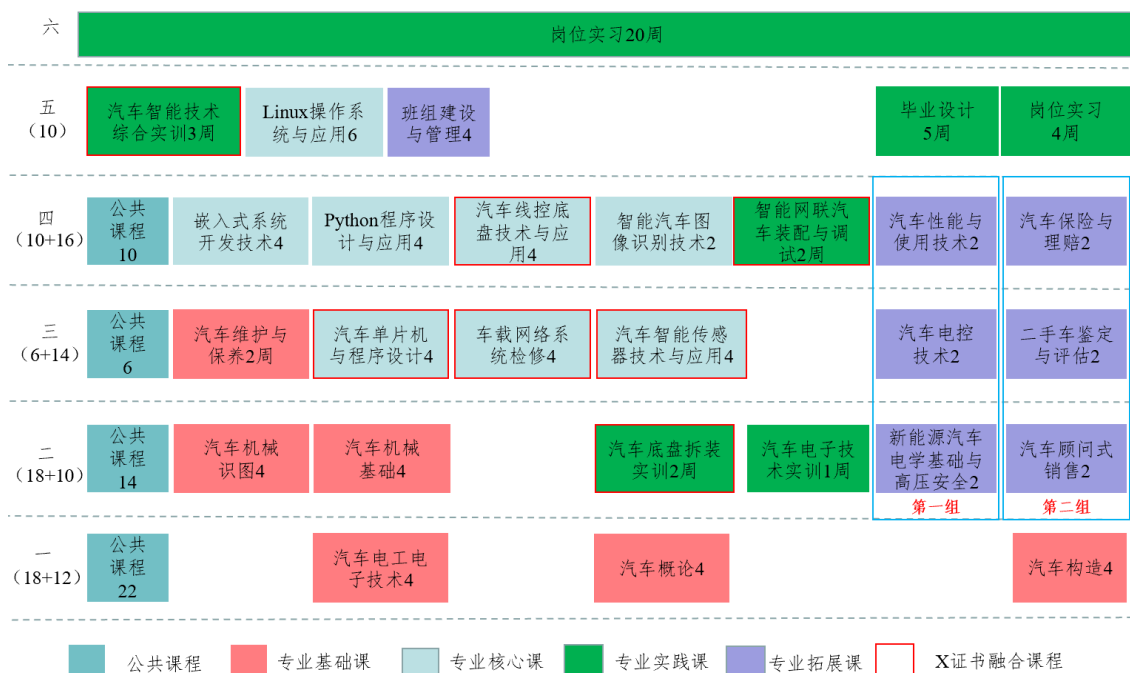 六
岗位实习20周
五
（10）
汽车智能技术
综合实训3周
Linux操作系
统与应用6
班组建设
与管理4
毕业设计
5周
岗位实习
4周
四
（10+16）
公共
课程
10
嵌入式系统
开发技术4
Python程序设
计与应用4
汽车线控底
盘技术与应
用4
智能汽车图
像识别技术2
智能网联汽
车装配与调
试2周
汽车性能与
使用技术2
汽车保险与
理赔2
三
（6+14）
公共
课程
6
汽车维护与
保养2周
汽车单片机
与程序设计4
车载网络系
统检修4
汽车智能传感
器技术与应用4
汽车电控
技术2
二手车鉴定
与评估2
二
（18+10）
公共
课程
14
汽车机械
识图4
汽车机械
基础4
汽车底盘拆装
实训2周
汽车电子技
术实训1周
新能源汽车
电学基础与
高压安全2
汽车顾问式
销售2
第一组
第二组
一
（18+12）
公共
课程
22
汽车电工电
子技术4
汽车概论4
汽车构造4
公共课程
专业基础课
专业核心课
专业实践课
专业拓展课
X证书融合课程